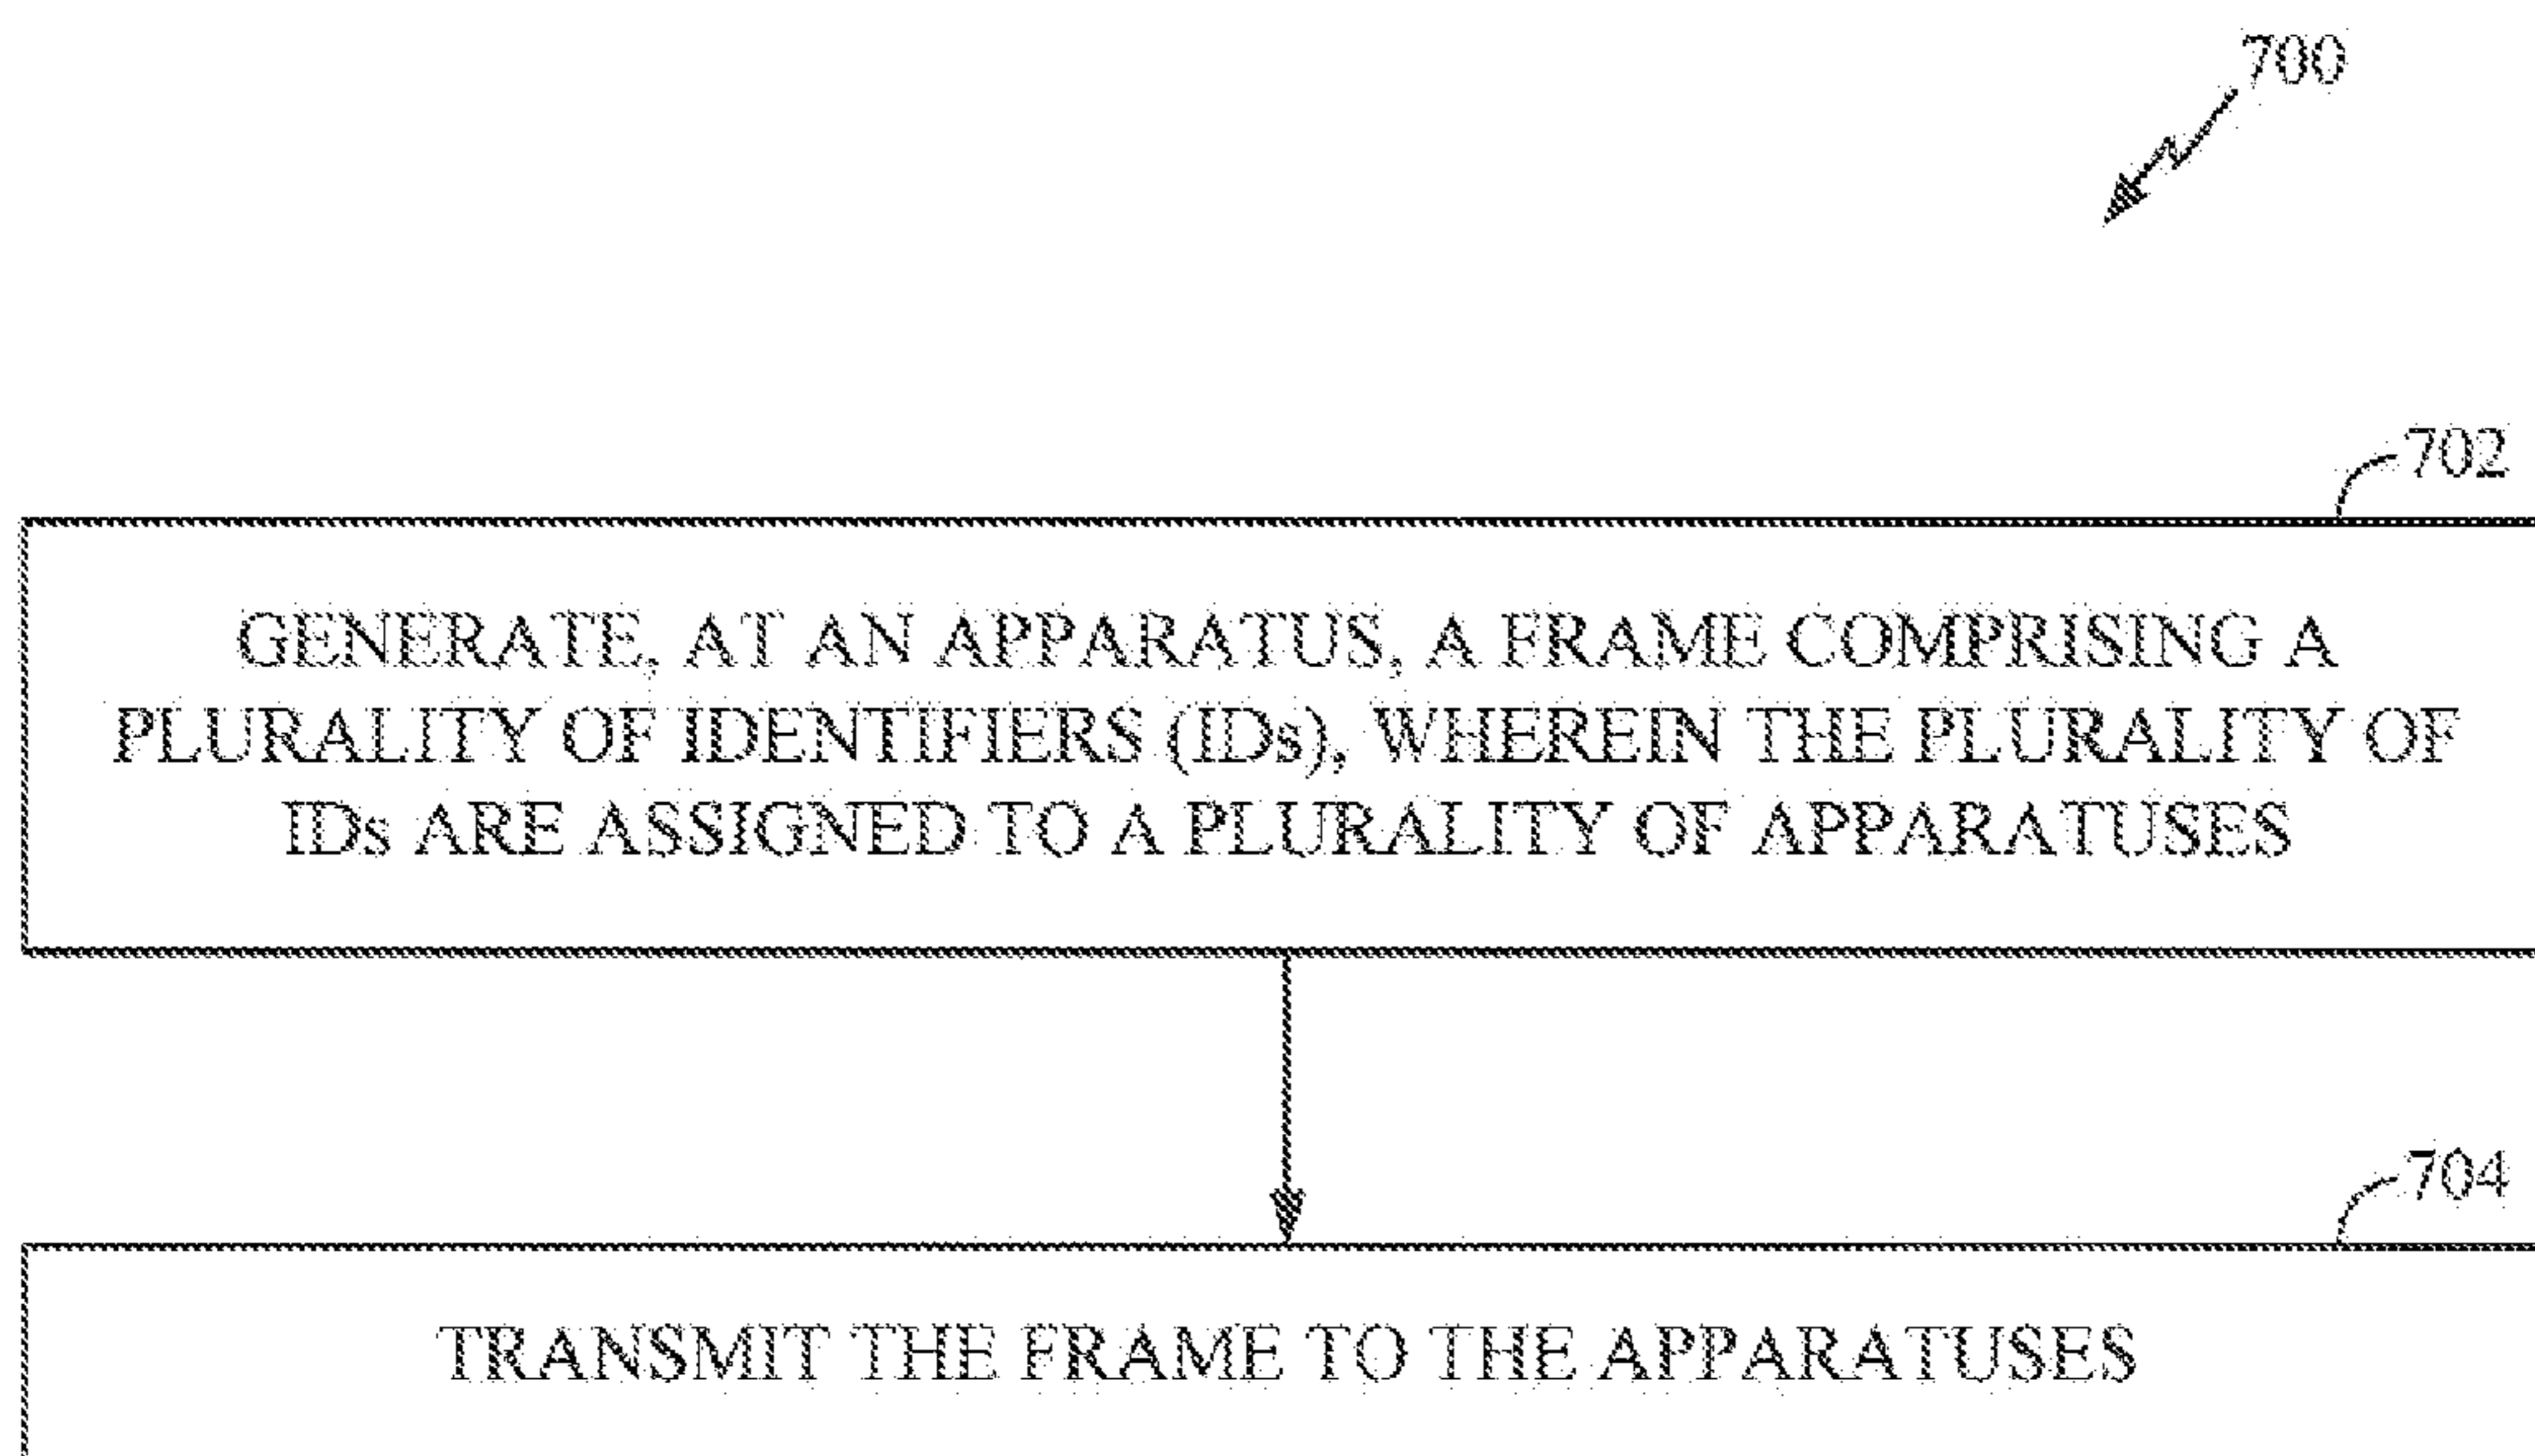 700
702
GENERATE, AT AN APPARATUS, A FRAME COMPRISING A
PLURALITY OF IDENTIFIERS (IDs), WHEREIN THE PLURALITY OF
IDs ARE ASSIGNED TO A PLURALITY OF APPARATUSES
704
TRANSMIT THE FRAME TO THE APPARATUSES